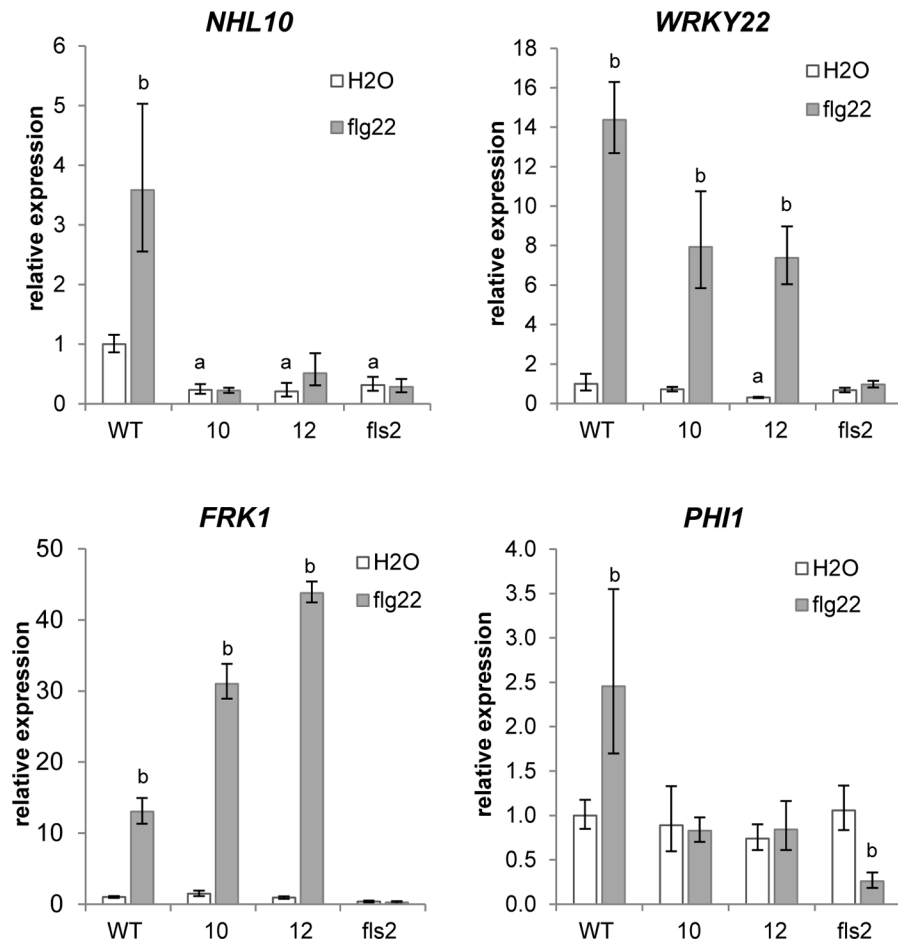 NHL10
relative expression
6
5
4
3
2
1
0
b
a
a
a
H2O
flg22
WT 10 12 fls2
WRKY22
relative expression
18
16
14
12
10
8
6
4
2
0
b
b
b
a
H2O
flg22
WT 10 12 fls2
FRK1
relative expression
50
40
30
20
10
0
b
b
b
H2O
flg22
WT 10 12 fls2
PHI1
relative expression
4.0
3.5
3.0
2.5
2.0
1.5
1.0
0.5
0.0
b
b
H2O
flg22
WT 10 12 fls2